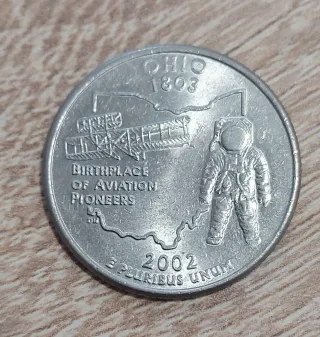 OHIO
1803
BIRTHPLACE
OF AVIATION
PIONEERS
2002
E PLURIBUS UNUM